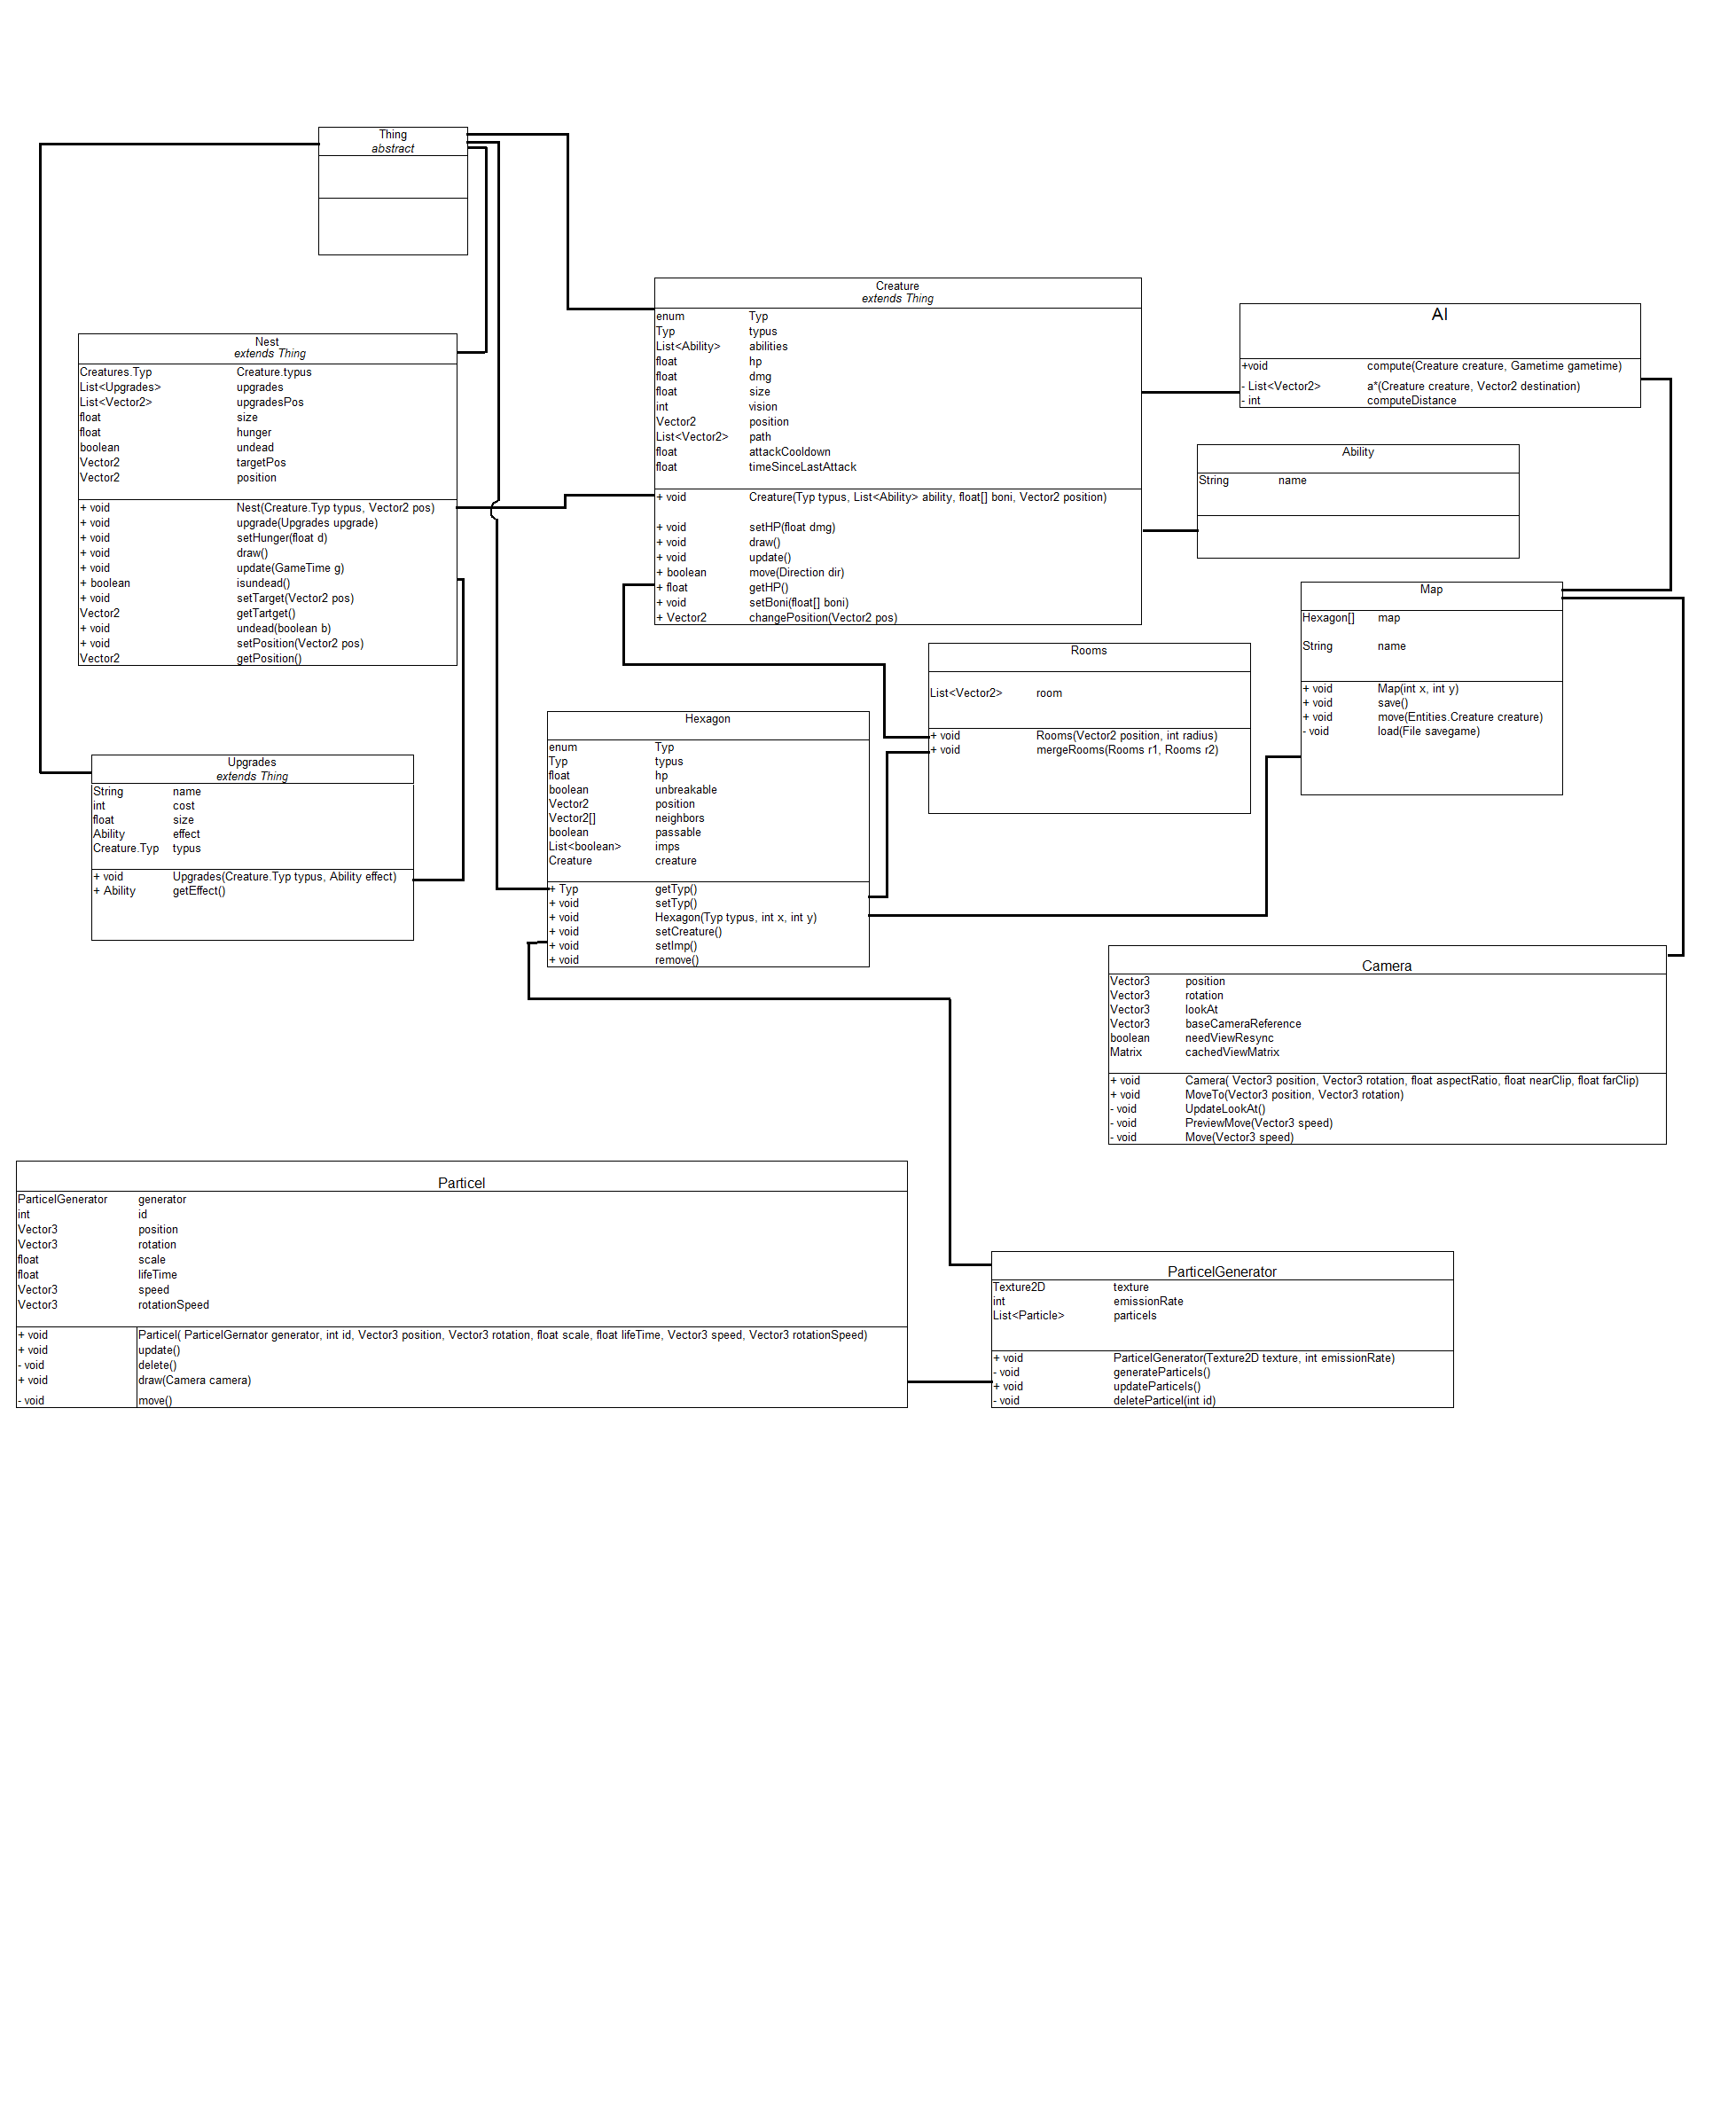 Thing
abstract
Creature
extends Thing
enum Typ
Typ typus
List<Ability> abilities
float hp
float dmg
float size
int vision
Vector2 position
List<Vector2> path
float attackCooldown
float timeSinceLastAttack
+ void Creature(Typ typus, List<Ability> ability, float[] boni, Vector2 position)
+ void setHP(float dmg)
+ void draw()
+ void update()
+ boolean move(Direction dir)
+ float getHP()
+ void setBoni(float[] boni)
+ Vector2 changePosition(Vector2 pos)
AI
+void compute(Creature creature, Gametime gametime)
- List<Vector2> a*(Creature creature, Vector2 destination)
- int computeDistance
Nest
extends Thing
Creatures.Typ Creature.typus
List<Upgrades> upgrades
List<Vector2> upgradesPos
float size
float hunger
boolean undead
Vector2 targetPos
Vector2 position
+ void Nest(Creature.Typ typus, Vector2 pos)
+ void upgrade(Upgrades upgrade)
+ void setHunger(float d)
+ void draw()
+ void update(GameTime g)
+ boolean isundead()
+ void setTarget(Vector2 pos)
Vector2 getTartget()
+ void undead(boolean b)
+ void setPosition(Vector2 pos)
Vector2 getPosition()
Ability
String name
Map
Hexagon[] map
String name
+ void Map(int x, int y)
+ void save()
+ void move(Entities.Creature creature)
- void load(File savegame)
Rooms
List<Vector2> room
+ void Rooms(Vector2 position, int radius)
+ void mergeRooms(Rooms r1, Rooms r2)
Hexagon
enum Typ
Typ typus
float hp
boolean unbreakable
Vector2 position
Vector2[] neighbors
boolean passable
List<boolean> imps
Creature creature
+ Typ getTyp()
+ void setTyp()
+ void Hexagon(Typ typus, int x, int y)
+ void setCreature()
+ void setImp()
+ void remove()
Upgrades
extends Thing
String name
int cost
float size
Ability effect
Creature.Typ typus
+ void Upgrades(Creature.Typ typus, Ability effect)
+ Ability getEffect()
Camera
Vector3 position
Vector3 rotation
Vector3 lookAt
Vector3 baseCameraReference
boolean needViewResync
Matrix cachedViewMatrix
+ void Camera( Vector3 position, Vector3 rotation, float aspectRatio, float nearClip, float farClip)
+ void MoveTo(Vector3 position, Vector3 rotation)
- void UpdateLookAt()
- void PreviewMove(Vector3 speed)
- void Move(Vector3 speed)
Particel
ParticelGenerator generator
int id
Vector3 position
Vector3 rotation
float scale
float lifeTime
Vector3 speed
Vector3 rotationSpeed
+ void Particel( ParticelGernator generator, int id, Vector3 position, Vector3 rotation, float scale, float lifeTime, Vector3 speed, Vector3 rotationSpeed)
+ void update()
- void delete()
+ void draw(Camera camera)
- void move()
ParticelGenerator
Texture2D texture
int emissionRate
List<Particle> particels
+ void ParticelGenerator(Texture2D texture, int emissionRate)
- void generateParticels()
+ void updateParticels()
- void deleteParticel(int id)